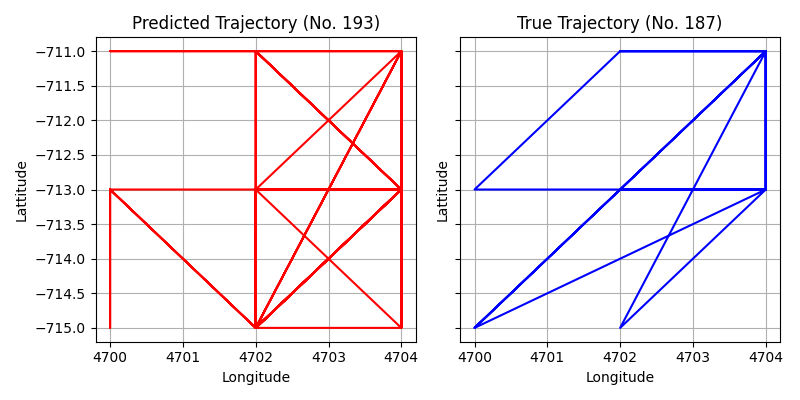 Predicted Trajectory (No. 193)
True Trajectory (No. 187)
−711.0
−711.5
−712.0
−712.5
−713.0
−713.5
−714.0
−714.5
−715.0
Lattitude
Lattitude
4700 4701 4702 4703 4704
4700 4701 4702 4703 4704
Longitude
Longitude